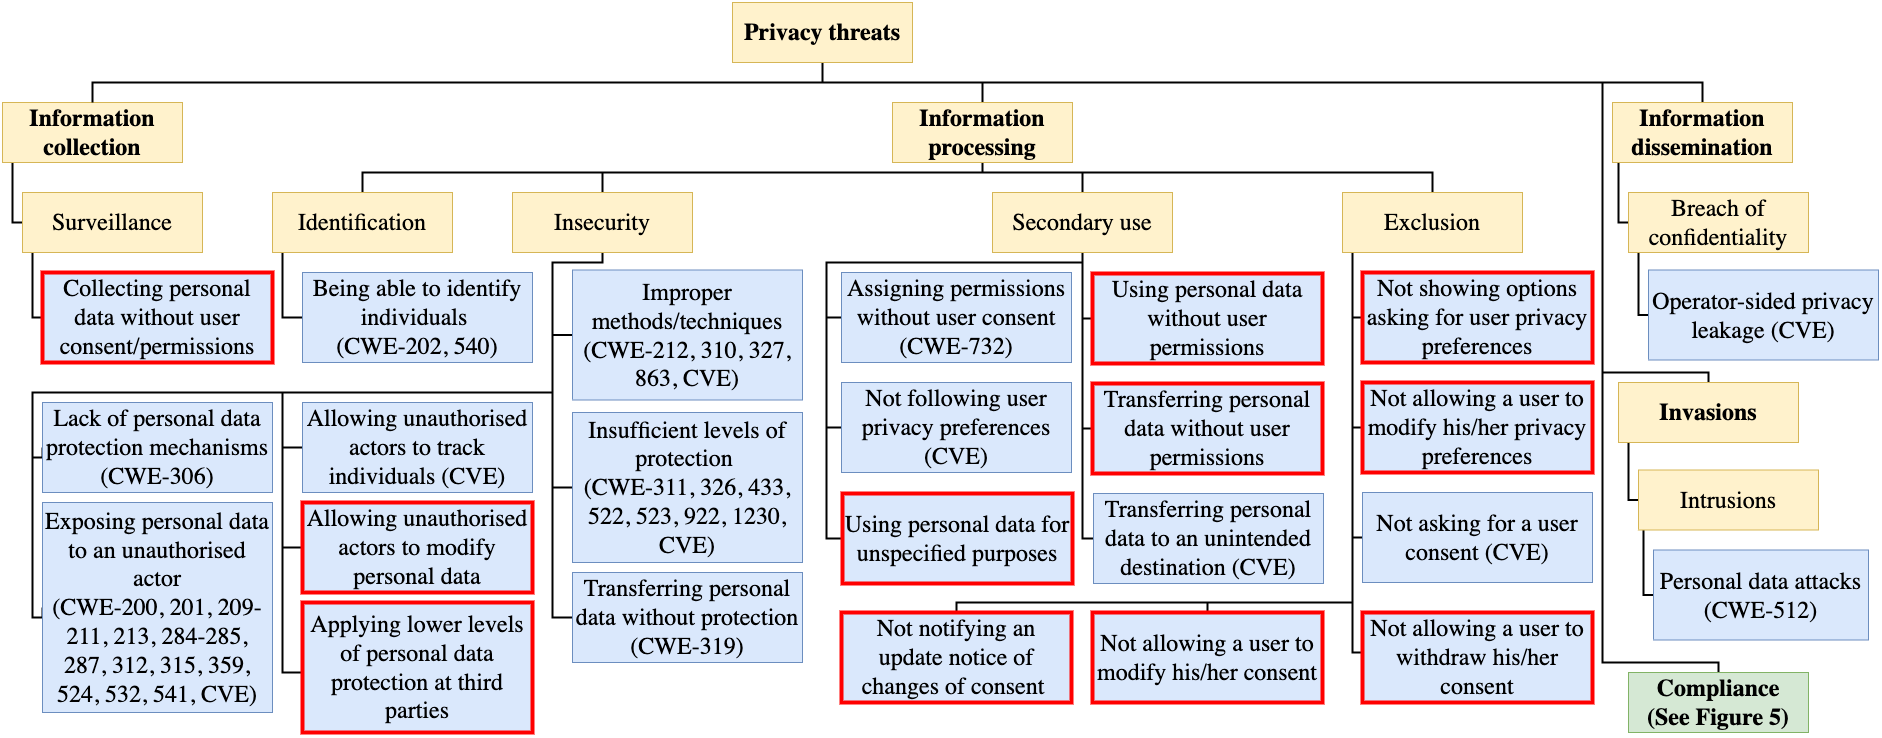 Privacy threats
Information
collection
Information
processing
Information
dissemination
Surveillance
Identification
Insecurity
Secondary use
Exclusion
Breach of
confidentiality
Collecting personal
data without user
consent/permissions
Being able to identify
individuals
(CWE-202, 540)
Improper
methods/techniques
(CWE-212, 310, 327,
863, CVE)
Assigning permissions
without user consent
(CWE-732)
Using personal data
without user
permissions
Not showing options
asking for user privacy
preferences
Operator-sided privacy
leakage (CVE)
Lack of personal data
protection mechanisms
(CWE-306)
Allowing unauthorised
actors to track
individuals (CVE)
Insufficient levels of
protection
(CWE-311, 326, 433,
522, 523, 922, 1230,
CVE)
Not following user
privacy preferences
(CVE)
Transferring personal
data without user
permissions
Not allowing a user to
modify his/her privacy
preferences
Invasions
Exposing personal data
to an unauthorised
actor
(CWE-200, 201, 209-
211, 213, 284-285,
287, 312, 315, 359,
524, 532, 541, CVE)
Allowing unauthorised
actors to modify
personal data
Using personal data for
unspecified purposes
Transferring personal
data to an unintended
destination (CVE)
Not asking for a user
consent (CVE)
Intrusions
Applying lower levels
of personal data
protection at third
parties
Transferring personal
data without protection
(CWE-319)
Not notifying an
update notice of
changes of consent
Not allowing a user to
modify his/her consent
Not allowing a user to
withdraw his/her
consent
Personal data attacks
(CWE-512)
Compliance
(See Figure 5)